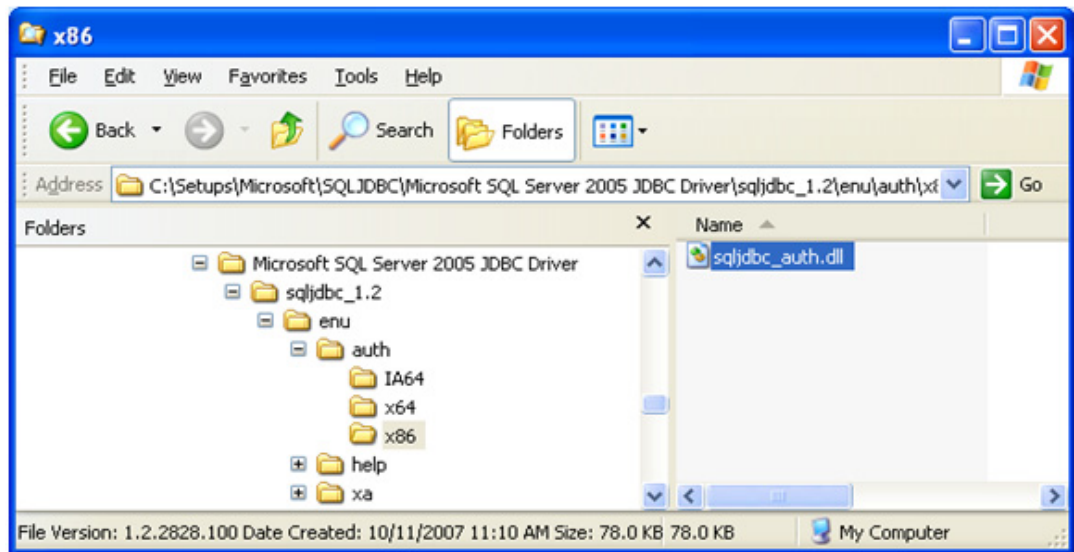 x86
File Edit View Favorites Tools Help
Back Search Folders
Address C:\Setups\Microsoft\SQLJDBC\Microsoft SQL Server 2005 JDBC Driver\sqljdbc_1.2\enu\auth\x8 Go
Folders x Name
Microsoft SQL Server 2005 JDBC Driver sqljdbc_auth.dll
sqljdbc_1.2
enu
auth
IA64
x64
x86
help
xa
File Version: 1.2.2828.100 Date Created: 10/11/2007 11:10 AM Size: 78.0 KB 78.0 KB My Computer